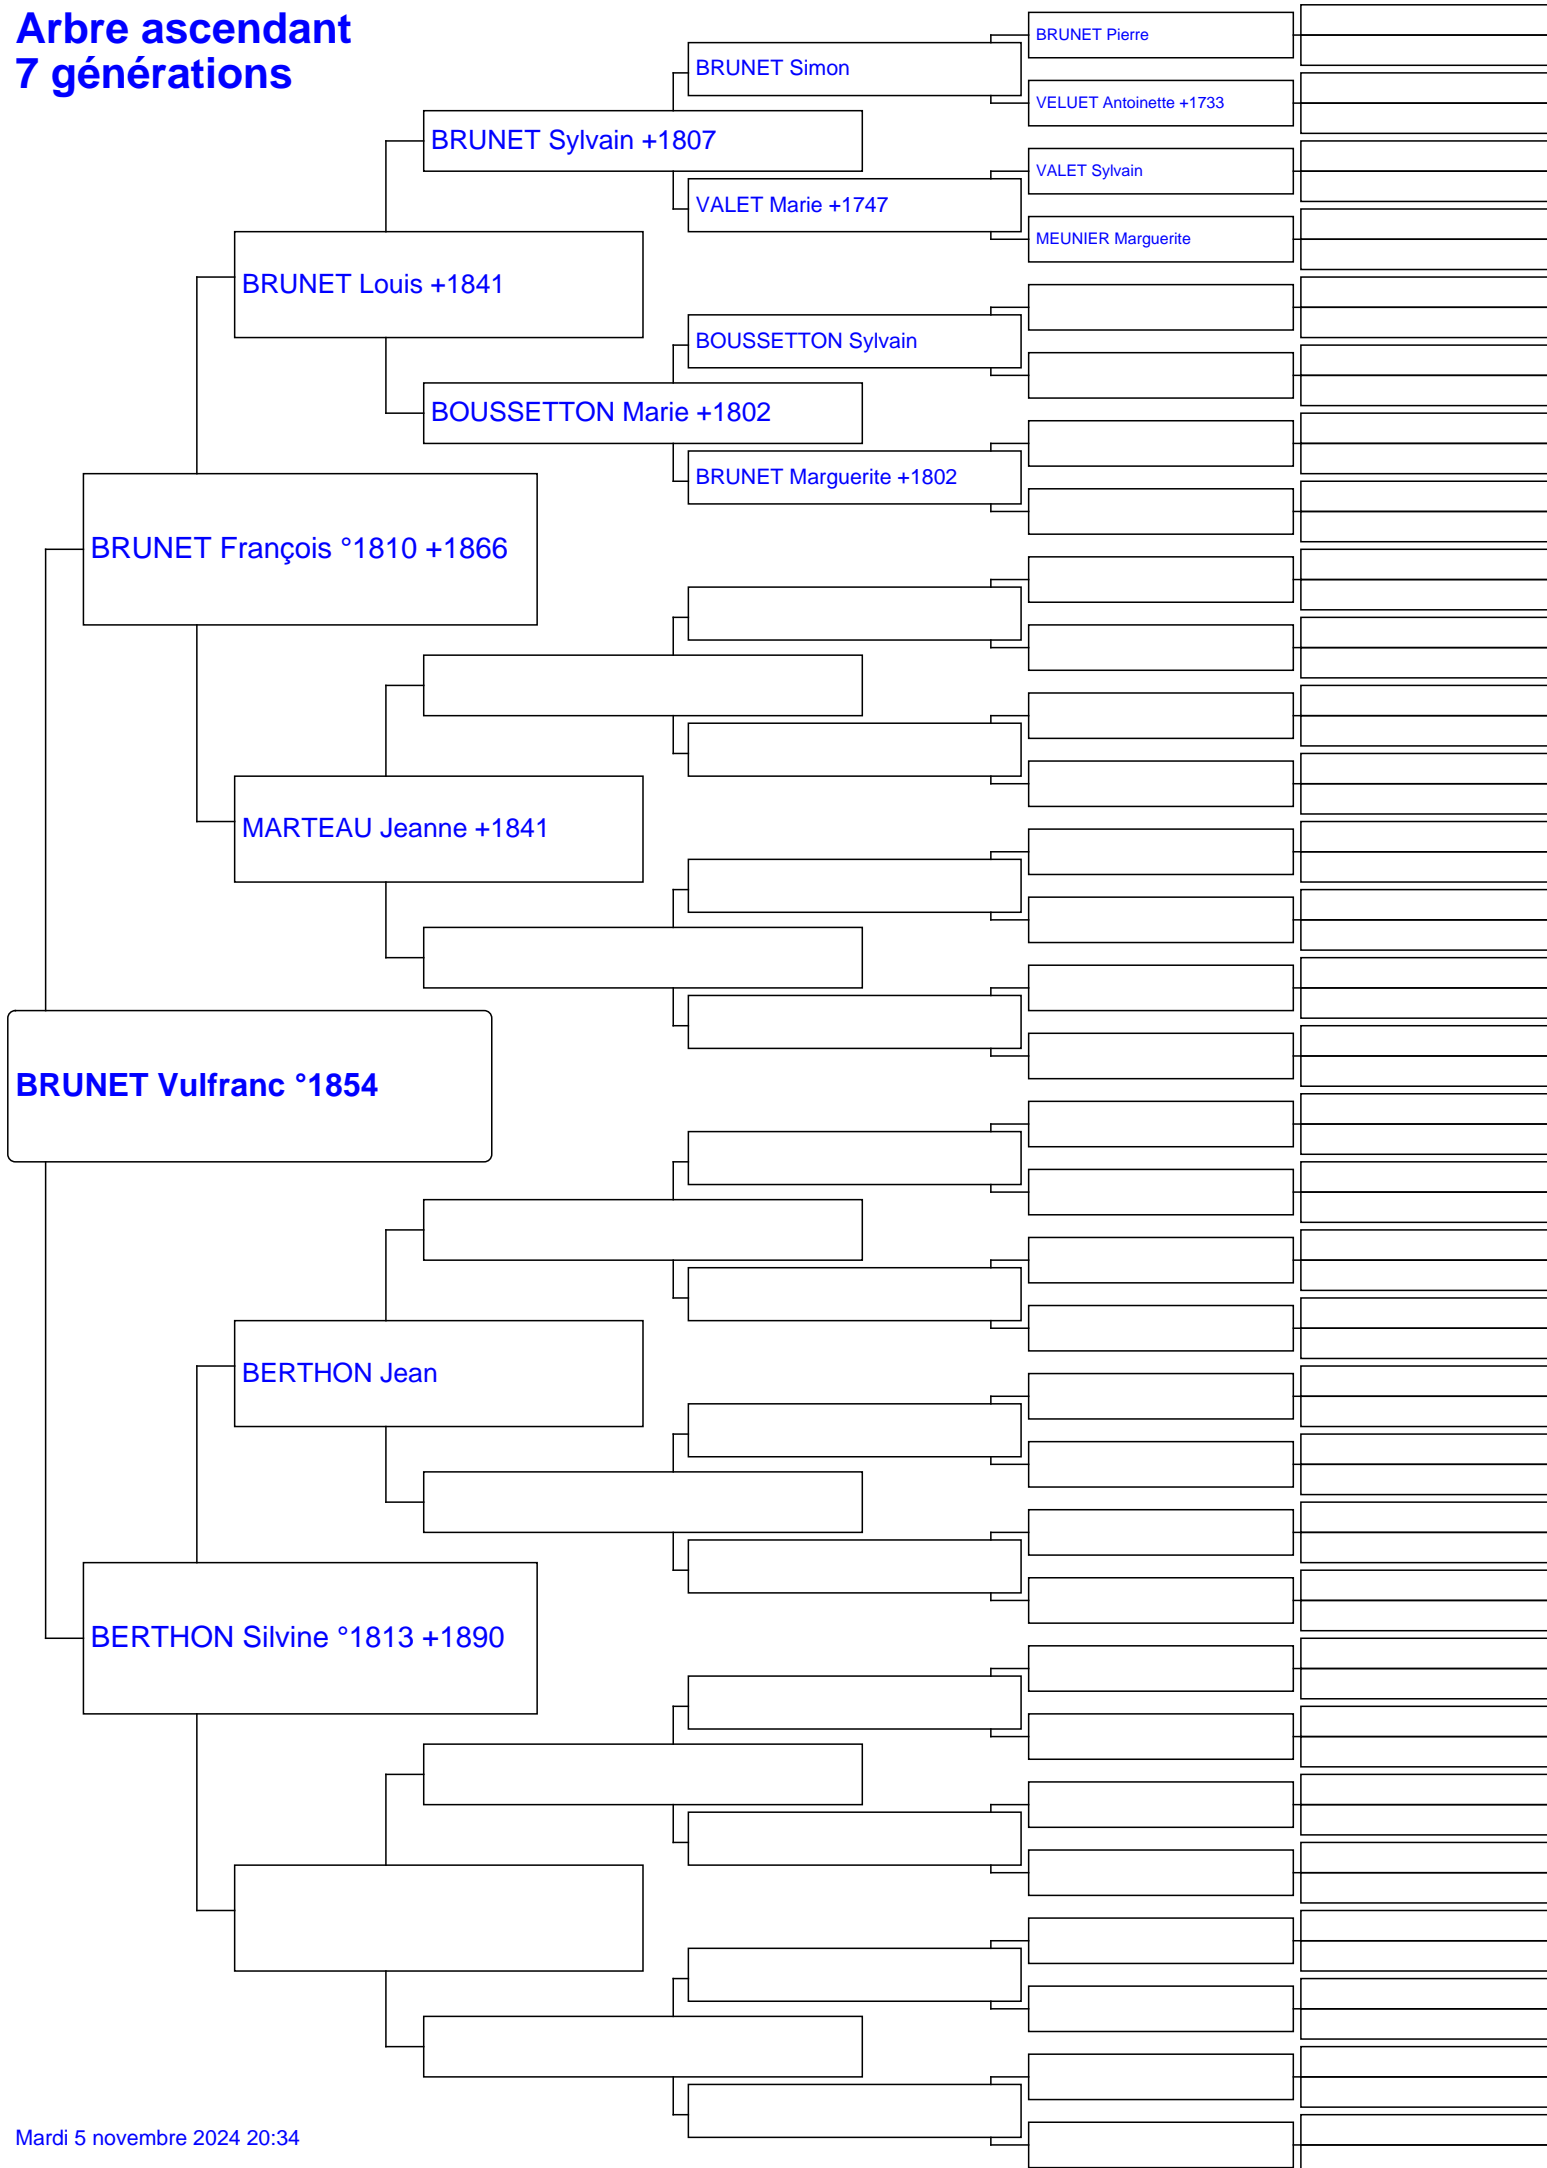 Arbre ascendant
7 générations
BRUNET Pierre
BRUNET Simon
VELUET Antoinette +1733
BRUNET Sylvain +1807
VALET Sylvain
VALET Marie +1747
MEUNIER Marguerite
BRUNET Louis +1841
BOUSSETTON Sylvain
BOUSSETTON Marie +1802
BRUNET Marguerite +1802
BRUNET François °1810 +1866
MARTEAU Jeanne +1841
BRUNET Vulfranc °1854
BERTHON Jean
BERTHON Silvine °1813 +1890
Mardi 5 novembre 2024 20:34